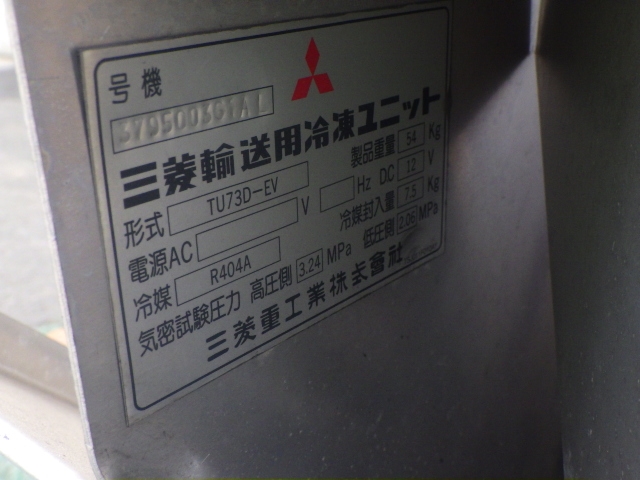 号機
三菱輸送用冷凍ユニット
形式 TU73D-EV 製品重量 54 Kg
電源AC V Hz DC 12 V
冷媒 R404A 冷媒封入量 7.5 Kg
気密試験圧力 高圧側 3.24 MPa 低圧側 2.06 MPa
三菱重工業株式會社